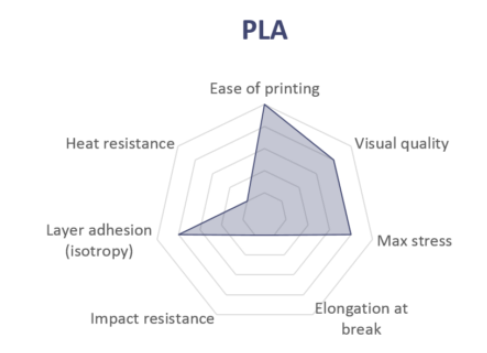 PLA
Ease of printing
Heat resistance
Visual quality
Layer adhesion
(isotropy)
Max stress
Impact resistance
Elongation at
break